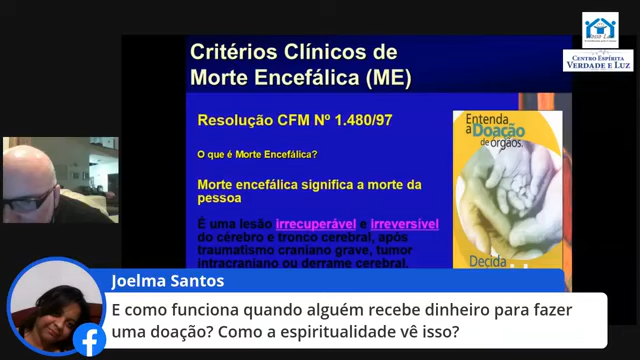 Critérios Clínicos de
Morte Encefálica (ME)
CENTRO ESPÍRITA
VERDADE E LUZ
Resolução CFM Nº 1.480/97
O que é Morte Encefálica?
Morte encefálica significa a morte da
pessoa
É uma lesão irrecuperável e irreversível
do cérebro e tronco cerebral, após
traumatismo craniano grave, tumor
intracraniano ou derrame cerebral.
Entenda
a Doação
de órgãos.
Decida
Joelma Santos
E como funciona quando alguém recebe dinheiro para fazer
uma doação? Como a espiritualidade vê isso?
f